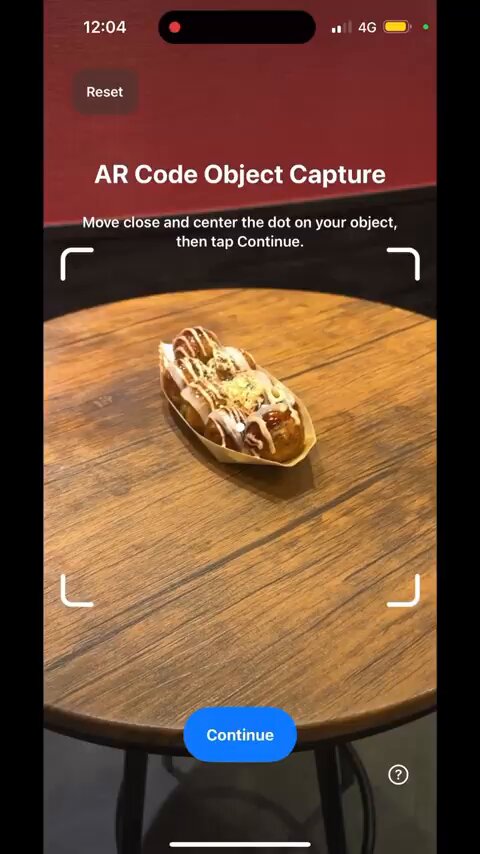 12:04
4G
Reset
AR Code Object Capture
Move close and center the dot on your object,
then tap Continue.
Continue
?